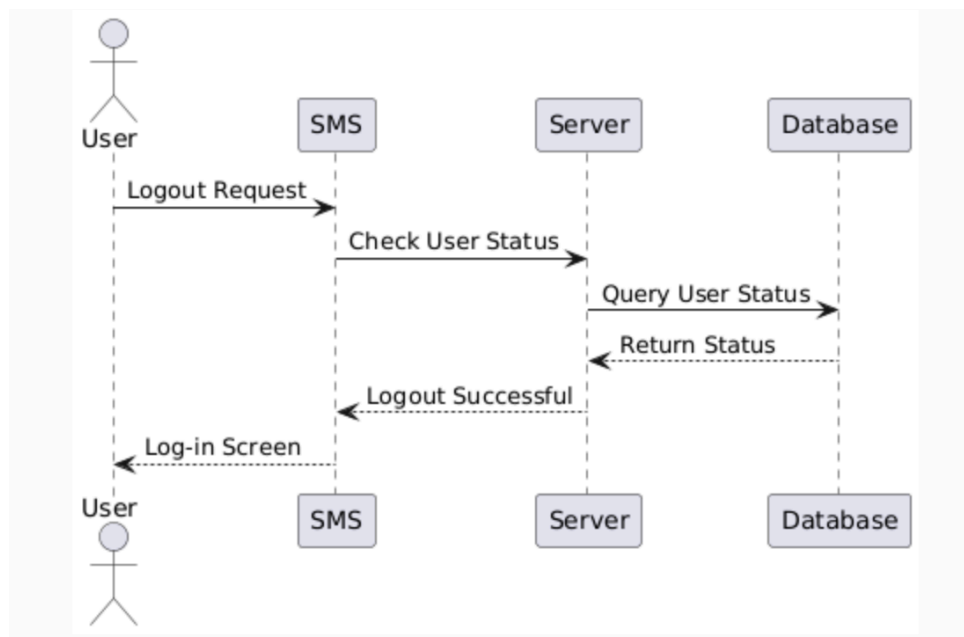 User
SMS
Server
Database
Logout Request
Check User Status
Query User Status
Return Status
Logout Successful
Log-in Screen
User
SMS
Server
Database